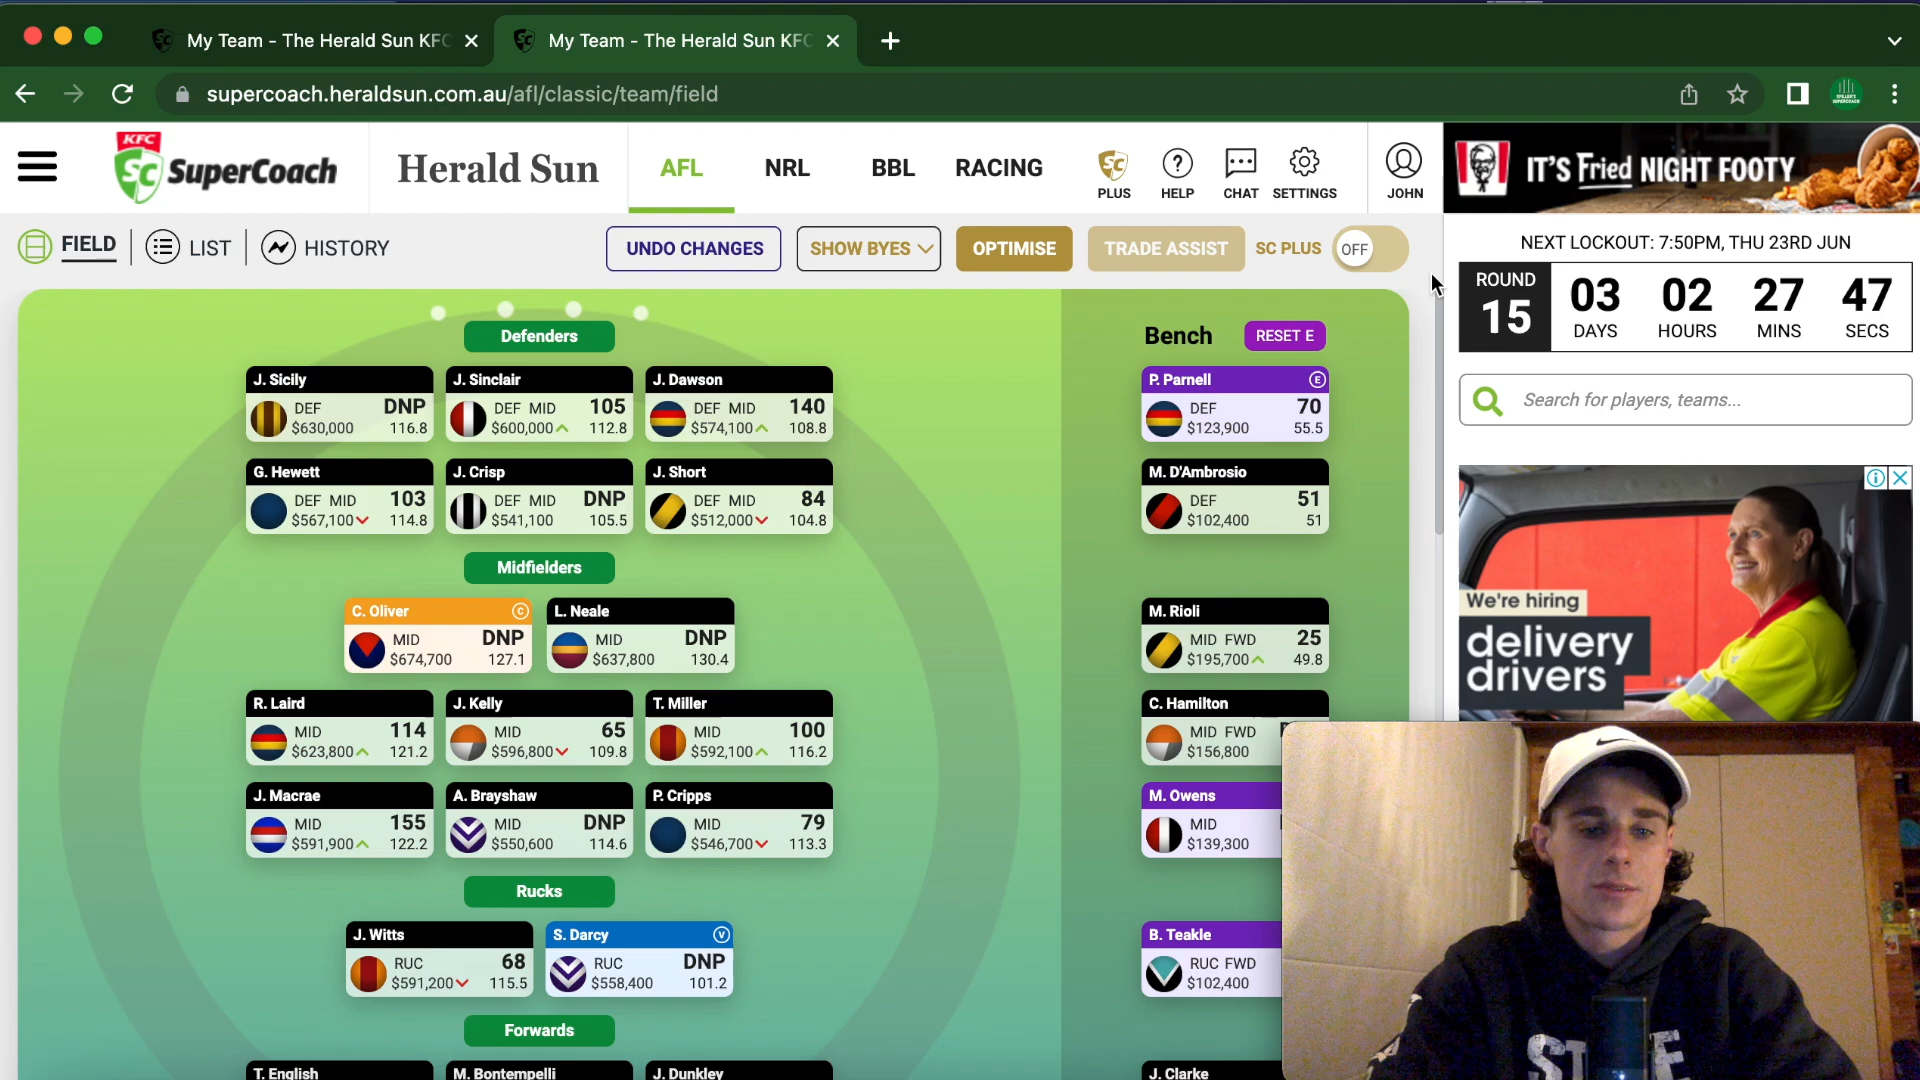 My Team - The Herald Sun KFC
My Team - The Herald Sun KFC
supercoach.heraldsun.com.au/afl/classic/team/field
KFC
SC SuperCoach
Herald Sun
AFL
NRL
BBL
RACING
SC
PLUS
HELP
CHAT
SETTINGS
JOHN
IT'S Fried NIGHT FOOTY
FIELD
LIST
HISTORY
UNDO CHANGES
SHOW BYES
OPTIMISE
TRADE ASSIST
SC PLUS
OFF
NEXT LOCKOUT: 7:50PM, THU 23RD JUN
ROUND
15
03
DAYS
02
HOURS
27
MINS
47
SECS
Search for players, teams...
Defenders
Bench
RESET E
J. Sicily
DEF DNP
$630,000 116.8
J. Sinclair
DEF MID 105
$600,000 112.8
J. Dawson
DEF MID 140
$574,100 108.8
P. Parnell E
DEF 70
$123,900 55.5
G. Hewett
DEF MID 103
$567,100 114.8
J. Crisp
DEF MID DNP
$541,100 105.5
J. Short
DEF MID 84
$512,000 104.8
M. D'Ambrosio
DEF 51
$102,400 51
Midfielders
C. Oliver C
MID DNP
$674,700 127.1
L. Neale
MID DNP
$637,800 130.4
M. Rioli
MID FWD 25
$195,700 49.8
R. Laird
MID 114
$623,800 121.2
J. Kelly
MID 65
$596,800 109.8
T. Miller
MID 100
$592,100 116.2
C. Hamilton
MID FWD
$156,800
J. Macrae
MID 155
$591,900 122.2
A. Brayshaw
MID DNP
$550,600 114.6
P. Cripps
MID 79
$546,700 113.3
M. Owens
MID
$139,300
Rucks
J. Witts
RUC 68
$591,200 115.5
S. Darcy V
RUC DNP
$558,400 101.2
B. Teakle
RUC FWD
$102,400
Forwards
T. English
M. Bontempelli
J. Dunkley
J. Clarke
We're hiring
delivery
drivers